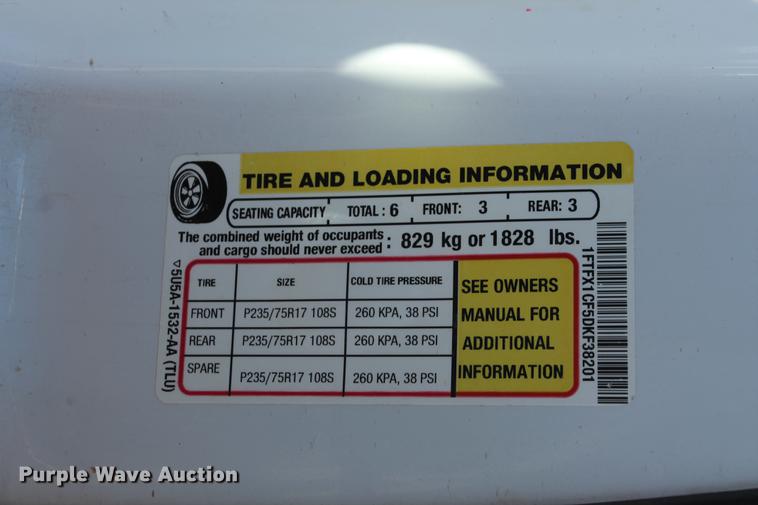 TIRE AND LOADING INFORMATION
SEATING CAPACITY TOTAL : 6 FRONT: 3 REAR: 3
The combined weight of occupants
and cargo should never exceed : 829 kg or 1828 lbs.
TIRE SIZE COLD TIRE PRESSURE
FRONT P235/75R17 108S 260 KPA, 38 PSI
REAR P235/75R17 108S 260 KPA, 38 PSI
SPARE P235/75R17 108S 260 KPA, 38 PSI
SEE OWNERS
MANUAL FOR
ADDITIONAL
INFORMATION
5U5A-1532-AA (TLU)
1FTFX1CF5DKF38201
Purple Wave Auction